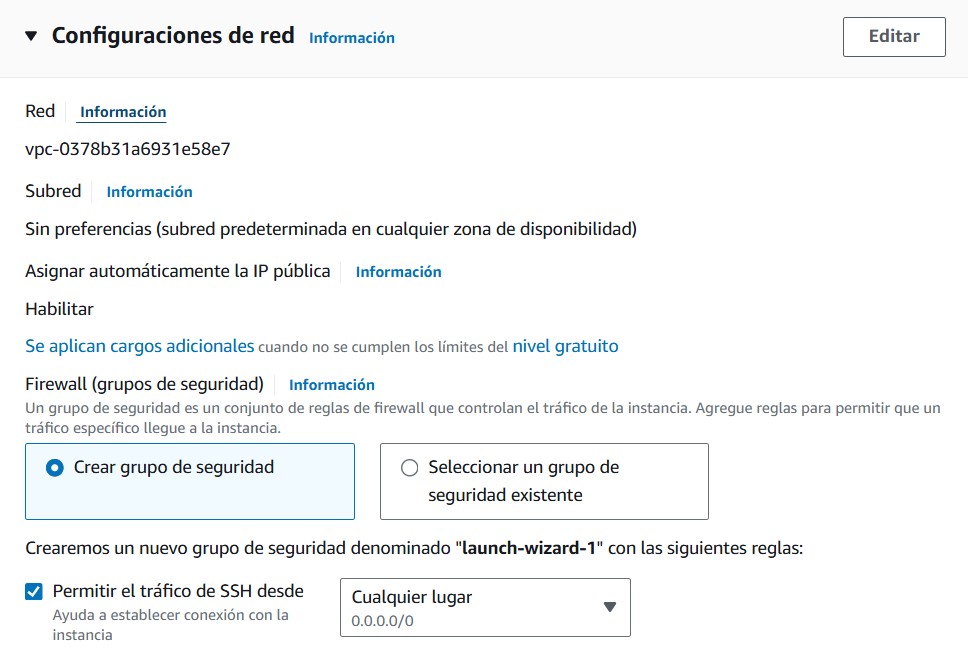 Configuraciones de red Información Editar
Red Información
vpc-0378b31a6931e58e7
Subred Información
Sin preferencias (subred predeterminada en cualquier zona de disponibilidad)
Asignar automáticamente la IP pública Información
Habilitar
Se aplican cargos adicionales cuando no se cumplen los límites del nivel gratuito
Firewall (grupos de seguridad) Información
Un grupo de seguridad es un conjunto de reglas de firewall que controlan el tráfico de la instancia. Agregue reglas para permitir que un
tráfico específico llegue a la instancia.
Crear grupo de seguridad
Seleccionar un grupo de
seguridad existente
Crearemos un nuevo grupo de seguridad denominado "launch-wizard-1" con las siguientes reglas:
Permitir el tráfico de SSH desde
Ayuda a establecer conexión con la
instancia
Cualquier lugar
0.0.0.0/0